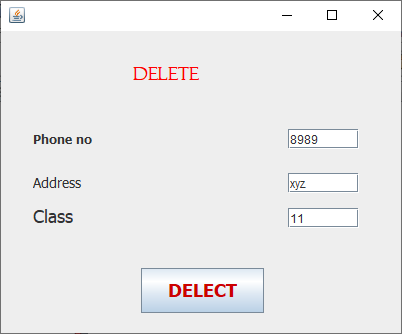 DELETE
Phone no 8989
Address xyz
Class 11
DELECT